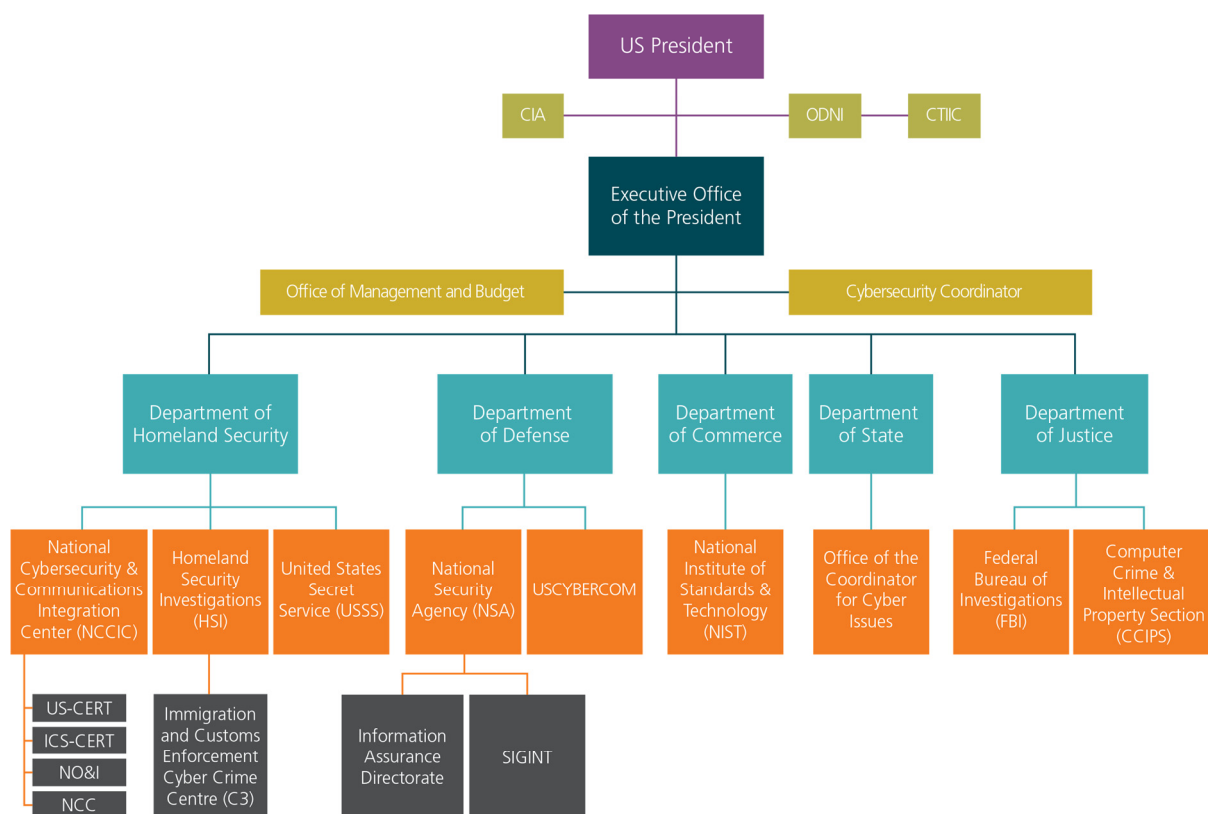 US President
CIA
ODNI
CTIIC
Executive Office
of the President
Office of Management and Budget
Cybersecurity Coordinator
Department of
Homeland Security
Department
of Defense
Department
of Commerce
Department
of State
Department
of Justice
National
Cybersecurity &
Communications
Integration
Center (NCCIC)
Homeland
Security
Investigations
(HSI)
United States
Secret
Service (USSS)
National
Security
Agency (NSA)
USCYBERCOM
National
Institute of
Standards &
Technology
(NIST)
Office of the
Coordinator
for Cyber
Issues
Federal
Bureau of
Investigations
(FBI)
Computer
Crime &
Intellectual
Property Section
(CCIPS)
US-CERT
ICS-CERT
NO&I
NCC
Immigration
and Customs
Enforcement
Cyber Crime
Centre (C3)
Information
Assurance
Directorate
SIGINT